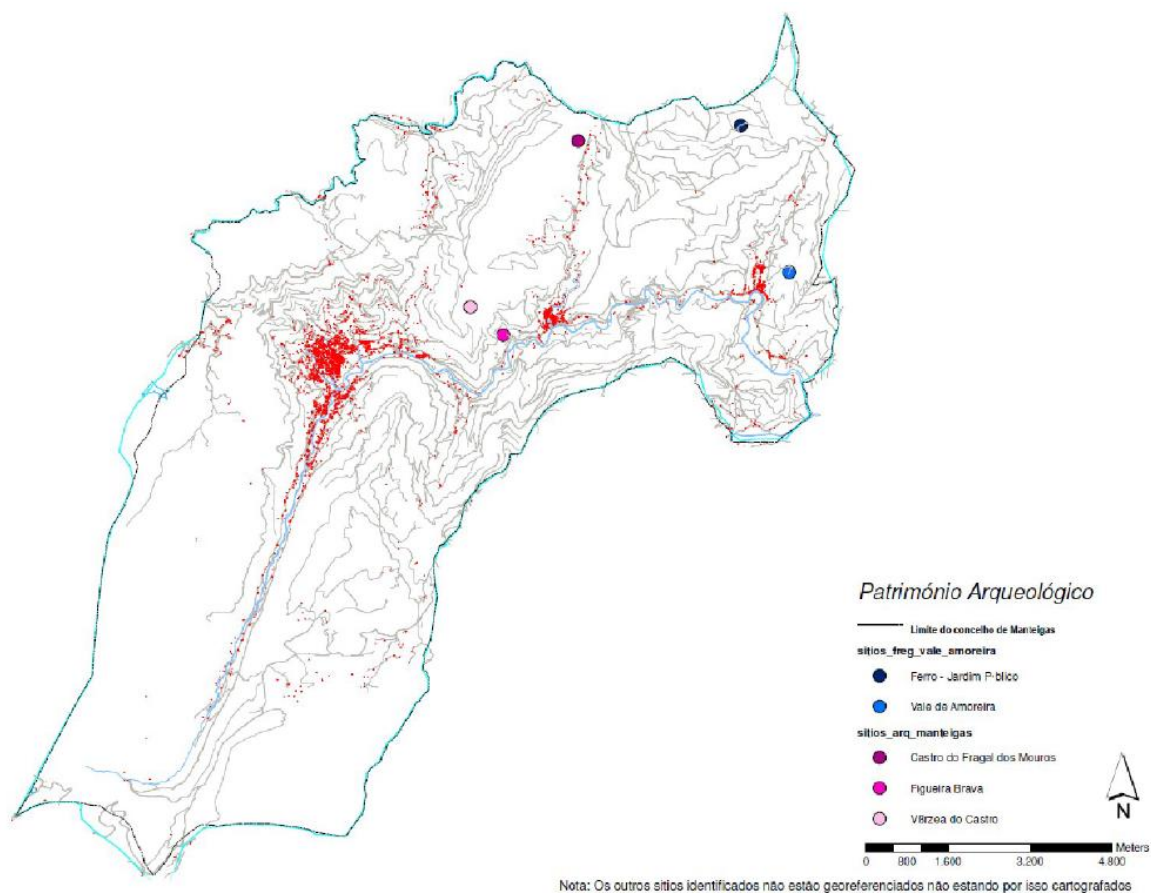 Património Arqueológico
Limite do concelho de Manteigas
sitios_freg_vale_amoreira
Ferro - Jardim P·blico
Vale de Amoreira
sitios_arq_manteigas
Castro do Fragal dos Mouros
Figueira Brava
V8rzea do Castro
N
Meters
0 800 1.600 3.200 4.800
Nota: Os outros sitios identificados não estão georeferenciados não estando por isso cartografados